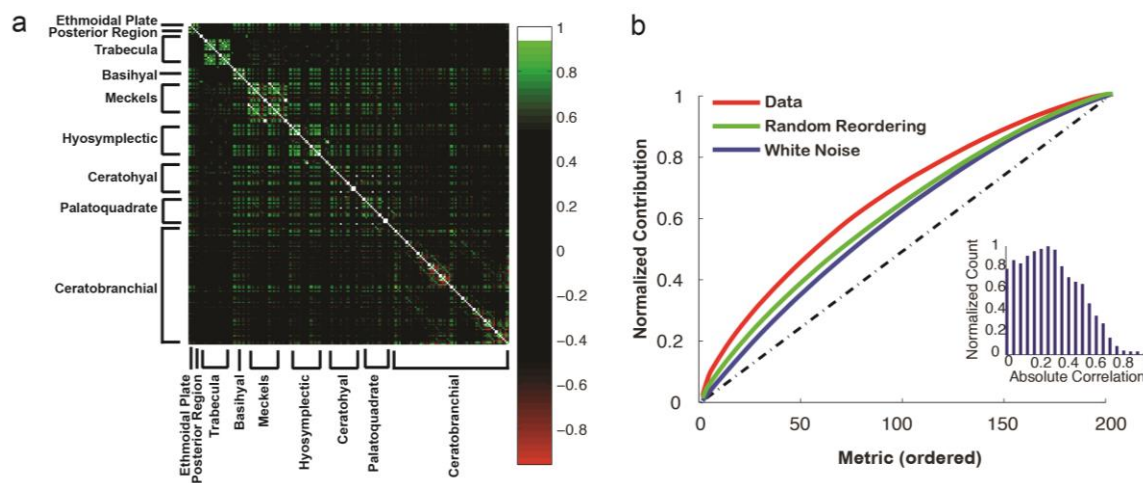 a
Ethmoidal Plate
Posterior Region
Trabecula
Basihyal
Meckels
Hyosymplectic
Ceratohyal
Palatoquadrate
Ceratobranchial
Ethmoidal Plate
Posterior Region
Trabecula
Basihyal
Meckels
Hyosymplectic
Ceratohyal
Palatoquadrate
Ceratobranchial
1
0.8
0.6
0.4
0.2
0
−0.2
−0.4
−0.6
−0.8
b
Normalized Contribution
1
0.8
0.6
0.4
0.2
0
Data
Random Reordering
White Noise
0 50 100 150 200
Metric (ordered)
Normalized Count
1
0.8
0.6
0.4
0.2
0
0 0.2 0.4 0.6 0.8
Absolute Correlation